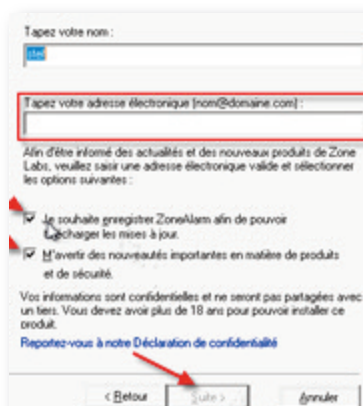 Tapez votre nom :
stef
Tapez votre adresse électronique (nom@domaine.com) :
Afin d'être informé des actualités et des nouveaux produits de Zone
Labs, veuillez saisir une adresse électronique valide et sélectionner
les options suivantes :
Je souhaite enregistrer ZoneAlarm afin de pouvoir
télécharger les mises à jour.
M'avertir des nouveautés importantes en matière de produits
et de sécurité.
Vos informations sont confidentielles et ne seront pas partagées avec
un tiers. Vous devez avoir plus de 18 ans pour pouvoir installer ce
produit.
Reportez-vous à notre Déclaration de confidentialité
< Retour Suite > Annuler